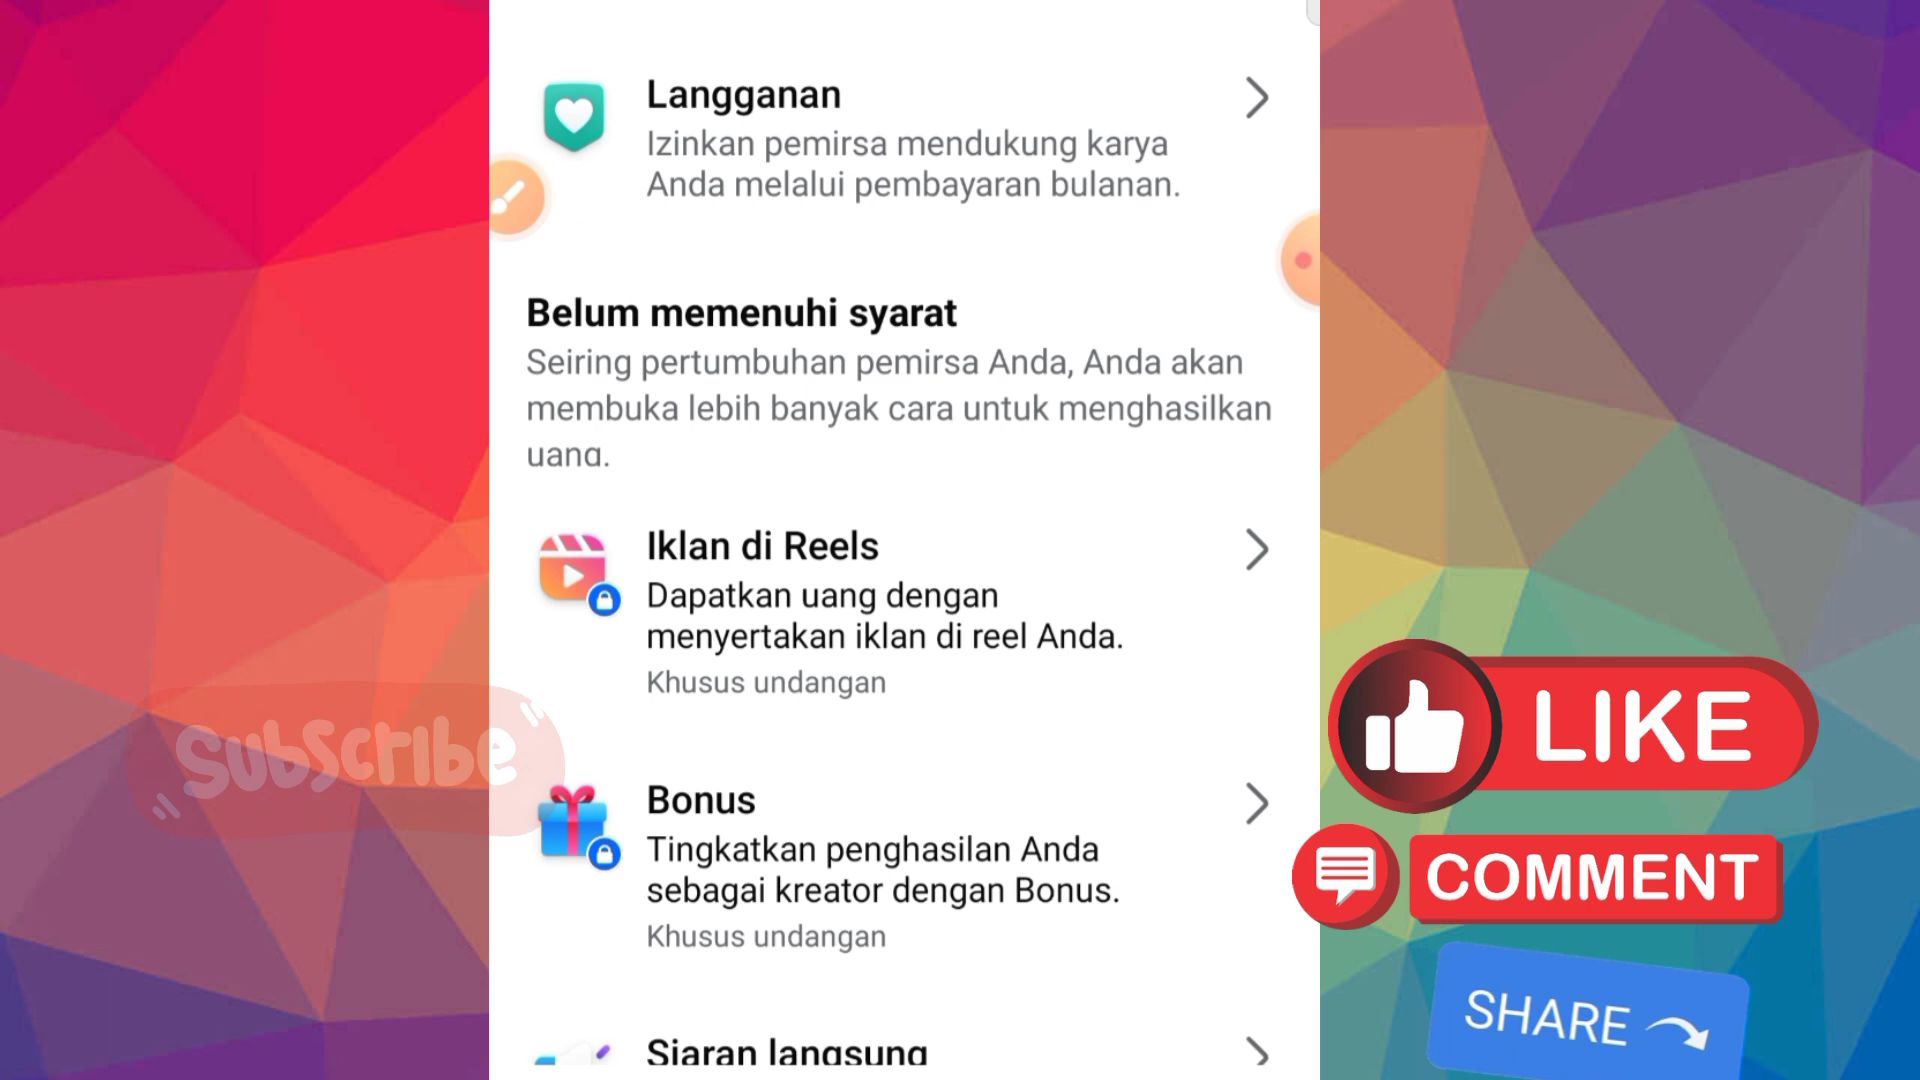 Langganan
Izinkan pemirsa mendukung karya
Anda melalui pembayaran bulanan.
Belum memenuhi syarat
Seiring pertumbuhan pemirsa Anda, Anda akan
membuka lebih banyak cara untuk menghasilkan
uang.
Iklan di Reels
Dapatkan uang dengan
menyertakan iklan di reel Anda.
Khusus undangan
Subscribe
LIKE
Bonus
Tingkatkan penghasilan Anda
sebagai kreator dengan Bonus.
Khusus undangan
COMMENT
SHARE
Siaran langsung